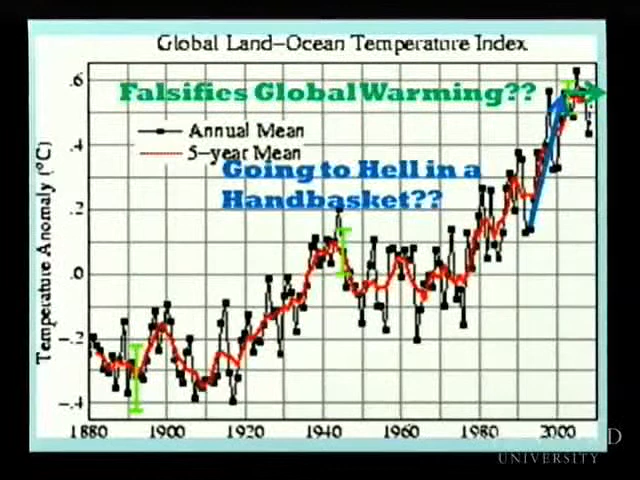 Global Land-Ocean Temperature Index
.6
Falsifies Global Warming??
Annual Mean
5-year Mean
Going to Hell in a
Handbasket??
Temperature Anomaly (°C)
.2
.0
-.2
-.4
1880 1900 1920 1940 1960 1980 2000
UNIVERSITY